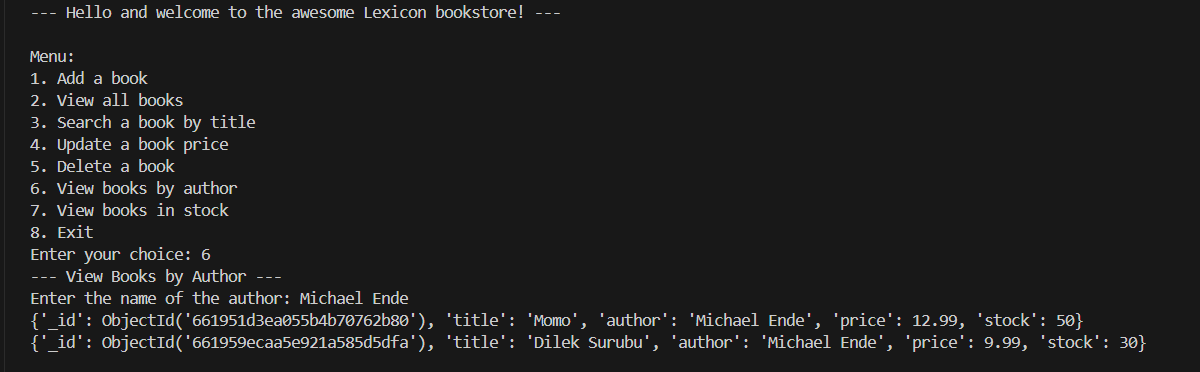 --- Hello and welcome to the awesome Lexicon bookstore! ---
Menu:
1. Add a book
2. View all books
3. Search a book by title
4. Update a book price
5. Delete a book
6. View books by author
7. View books in stock
8. Exit
Enter your choice: 6
--- View Books by Author ---
Enter the name of the author: Michael Ende
{'_id': ObjectId('661951d3ea055b4b70762b80'), 'title': 'Momo', 'author': 'Michael Ende', 'price': 12.99, 'stock': 50}
{'_id': ObjectId('661959ecaa5e921a585d5dfa'), 'title': 'Dilek Surubu', 'author': 'Michael Ende', 'price': 9.99, 'stock': 30}